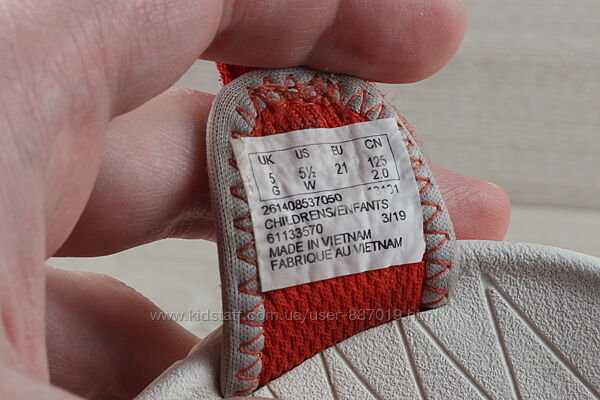 UK US EU CN
5 5½ 21 125
G W 2.0
261408537050
CHILDRENS/ENFANTS
61133570 3/19
MADE IN VIETNAM
FABRIQUE AU VIETNAM
www.kidstaff.com.ua/user-887019.html